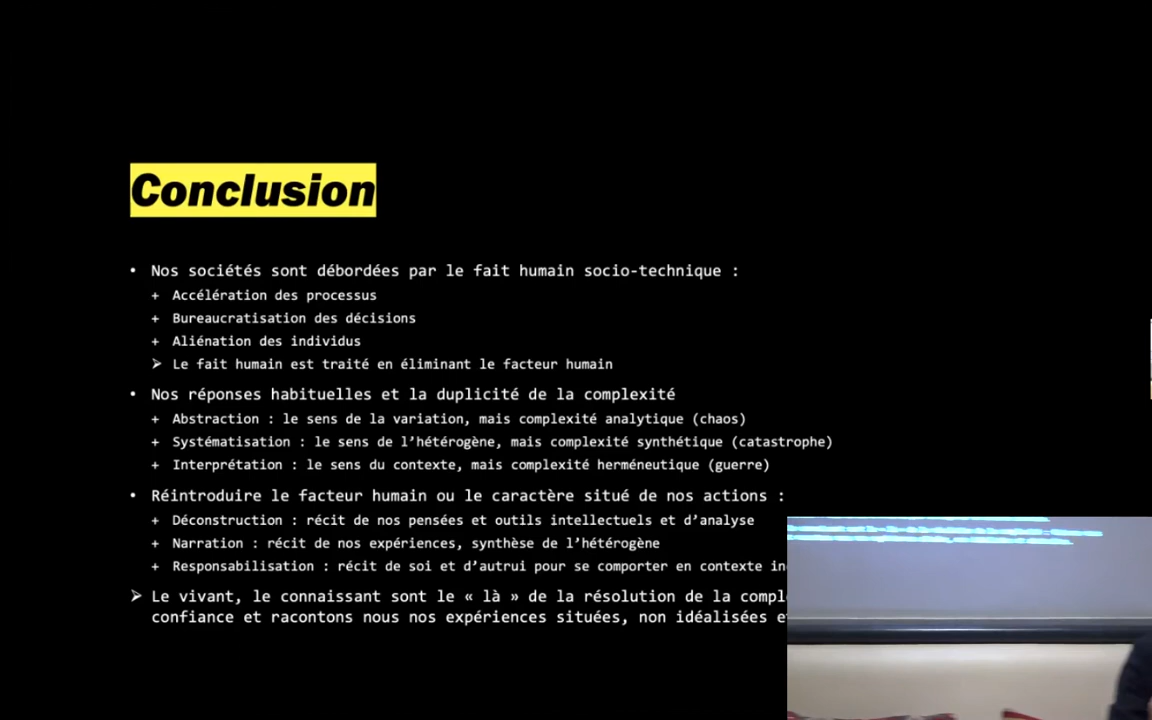 Conclusion
• Nos sociétés sont débordées par le fait humain socio-technique :
+ Accélération des processus
+ Bureaucratisation des décisions
+ Aliénation des individus
➢ Le fait humain est traité en éliminant le facteur humain
• Nos réponses habituelles et la duplicité de la complexité
+ Abstraction : le sens de la variation, mais complexité analytique (chaos)
+ Systématisation : le sens de l’hétérogène, mais complexité synthétique (catastrophe)
+ Interprétation : le sens du contexte, mais complexité herméneutique (guerre)
• Réintroduire le facteur humain ou le caractère situé de nos actions :
+ Déconstruction : récit de nos pensées et outils intellectuels et d’analyse
+ Narration : récit de nos expériences, synthèse de l’hétérogène
+ Responsabilisation : récit de soi et d’autrui pour se comporter en contexte
➢ Le vivant, le connaissant sont le « là » de la résolution de la
confiance et racontons nous nos expériences situées, non idéalisées